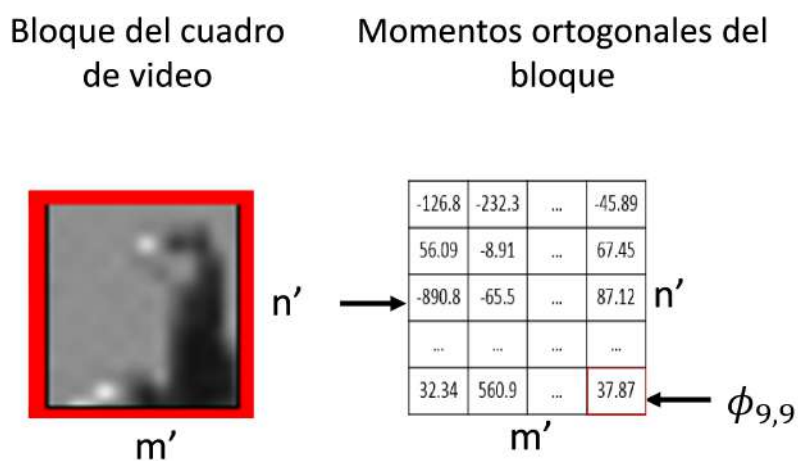 Bloque del cuadro
de video
Momentos ortogonales del
bloque
-126.8 -232.3 ... -45.89
56.09 -8.91 ... 67.45
-890.8 -65.5 ... 87.12
... ... ... ...
32.34 560.9 ... 37.87
n’
n’
ϕ9,9
m’
m’